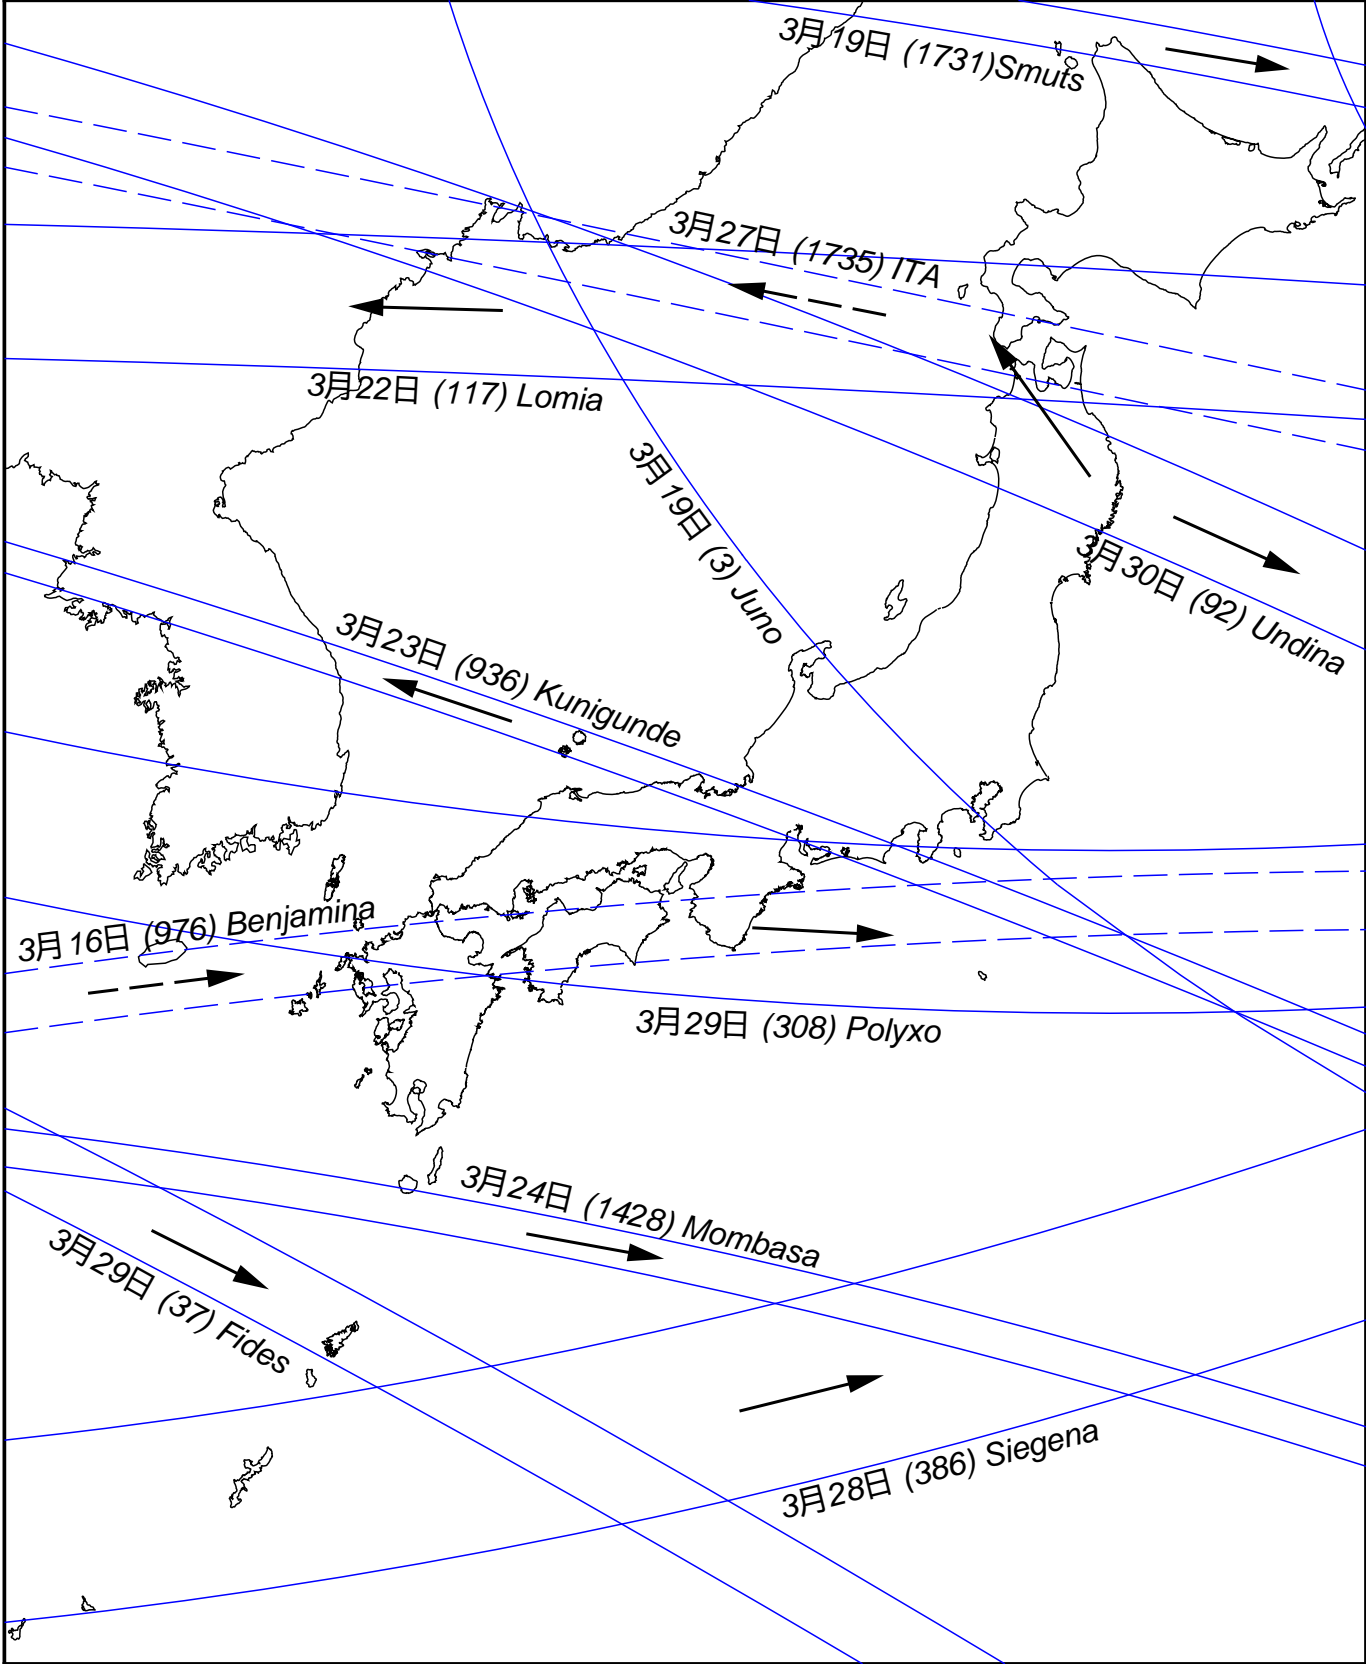 3月19日 (1731)Smuts
3月27日 (1735) ITA
3月22日 (117) Lomia
3月19日 (3) Juno
3月30日 (92) Undina
3月23日 (936) Kunigunde
3月16日 (976) Benjamina
3月29日 (308) Polyxo
3月24日 (1428) Mombasa
3月29日 (37) Fides
3月28日 (386) Siegena